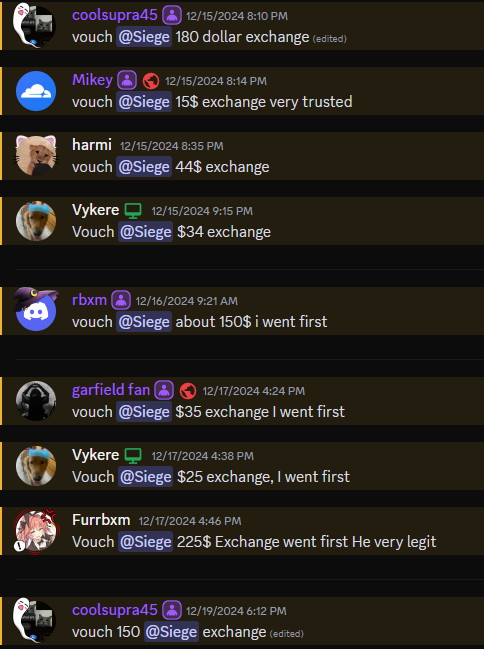 coolsupra45 12/15/2024 8:10 PM
vouch @Siege 180 dollar exchange (edited)
Mikey 12/15/2024 8:14 PM
vouch @Siege 15$ exchange very trusted
harmi 12/15/2024 8:35 PM
vouch @Siege 44$ exchange
Vykere 12/15/2024 9:15 PM
Vouch @Siege $34 exchange
rbxm 12/16/2024 9:21 AM
vouch @Siege about 150$ i went first
garfield fan 12/17/2024 4:24 PM
vouch @Siege $35 exchange I went first
Vykere 12/17/2024 4:38 PM
Vouch @Siege $25 exchange, I went first
Furrbxm 12/17/2024 4:46 PM
Vouch @Siege 225$ Exchange went first He very legit
coolsupra45 12/19/2024 6:12 PM
vouch 150 @Siege exchange (edited)